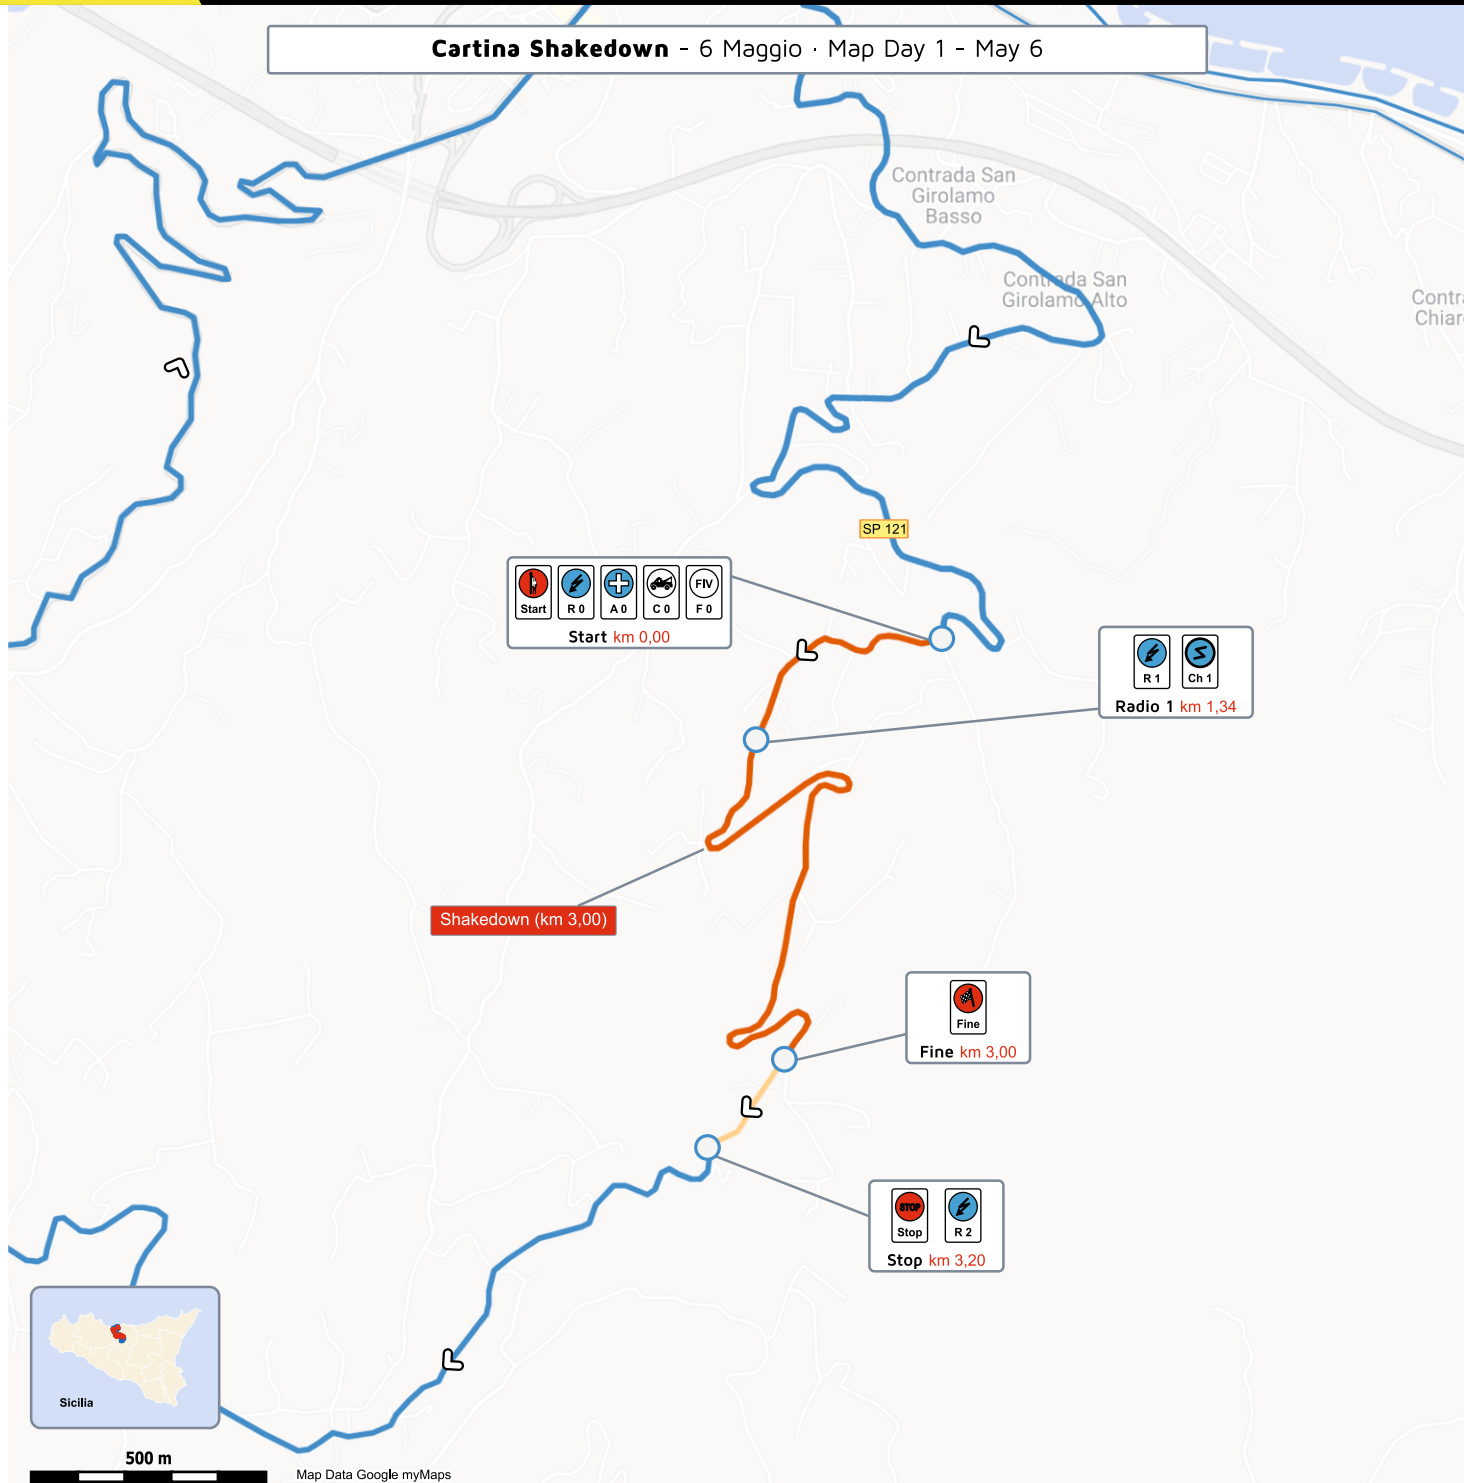 Cartina Shakedown - 6 Maggio · Map Day 1 - May 6
Contrada San
Girolamo
Basso
Contrada San
Girolamo Alto
Contr
Chiar
SP 121
FIV
Start R 0 A 0 C 0 F 0
Start km 0,00
R 1 Ch 1
Radio 1 km 1,34
Shakedown (km 3,00)
Fine
Fine km 3,00
STOP
Stop R 2
Stop km 3,20
Sicilia
500 m
Map Data Google myMaps